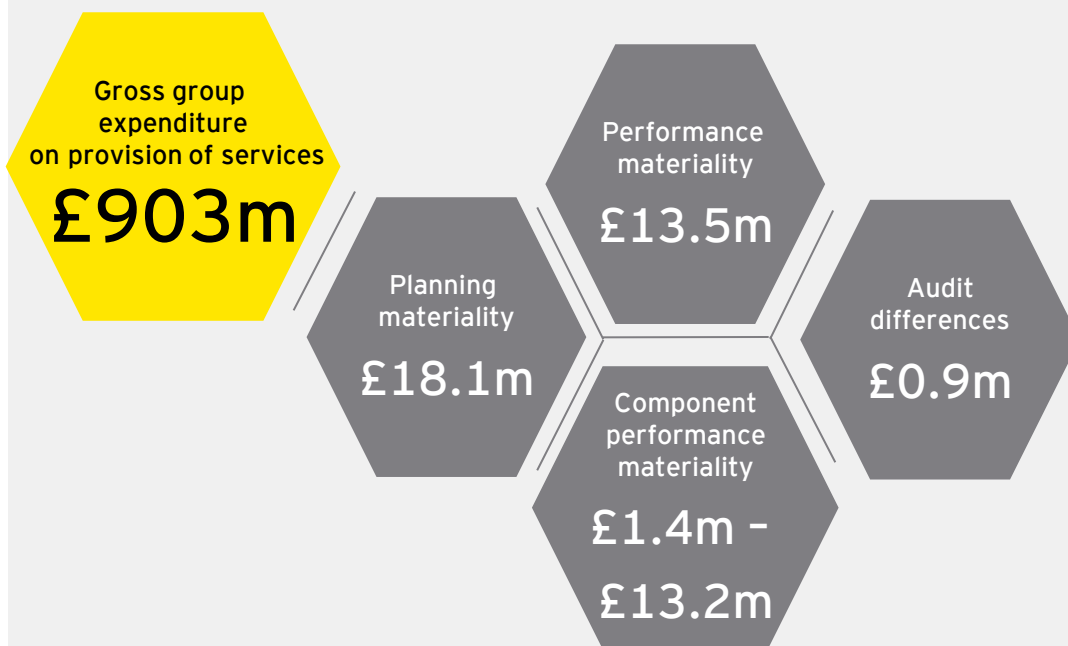 Gross group
expenditure
on provision of services
£903m
Planning
materiality
£18.1m
Performance
materiality
£13.5m
Component
performance
materiality
£1.4m –
£13.2m
Audit
differences
£0.9m